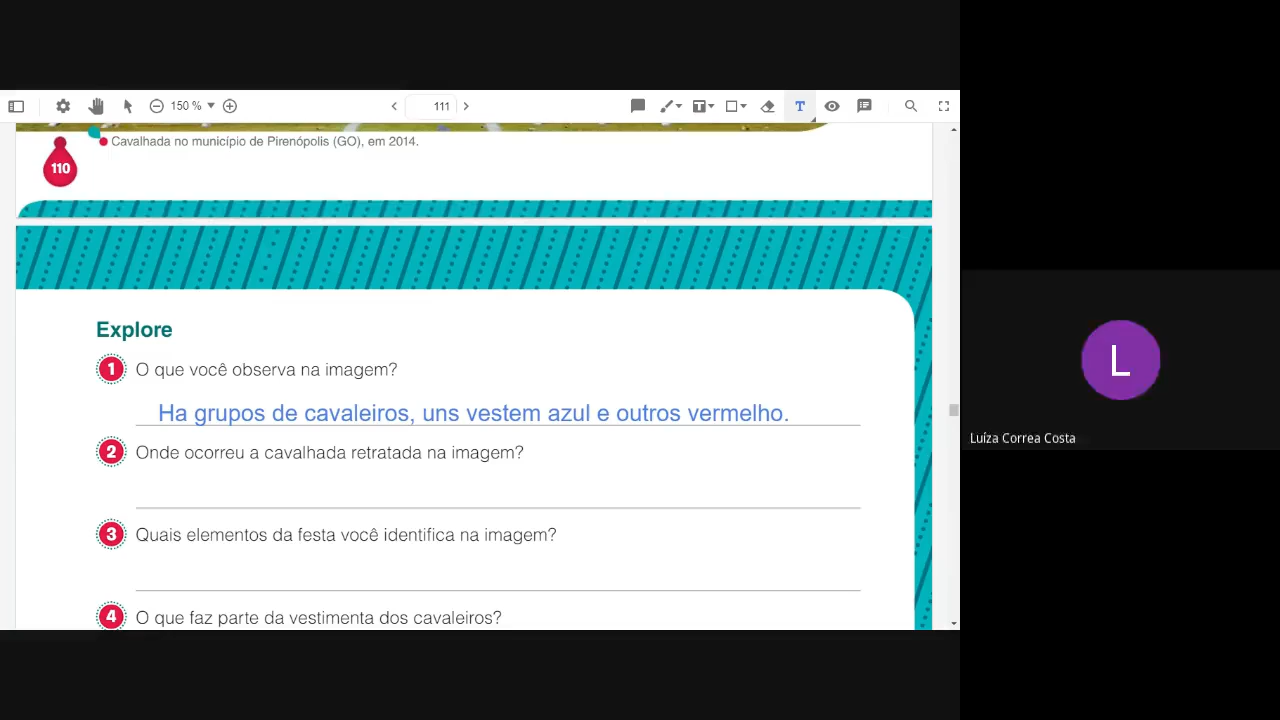 150 %
111
T
T
Cavalhada no município de Pirenópolis (GO), em 2014.
110
Explore
1 O que você observa na imagem?
Ha grupos de cavaleiros, uns vestem azul e outros vermelho.
2 Onde ocorreu a cavalhada retratada na imagem?
3 Quais elementos da festa você identifica na imagem?
4 O que faz parte da vestimenta dos cavaleiros?
L
Luíza Correa Costa